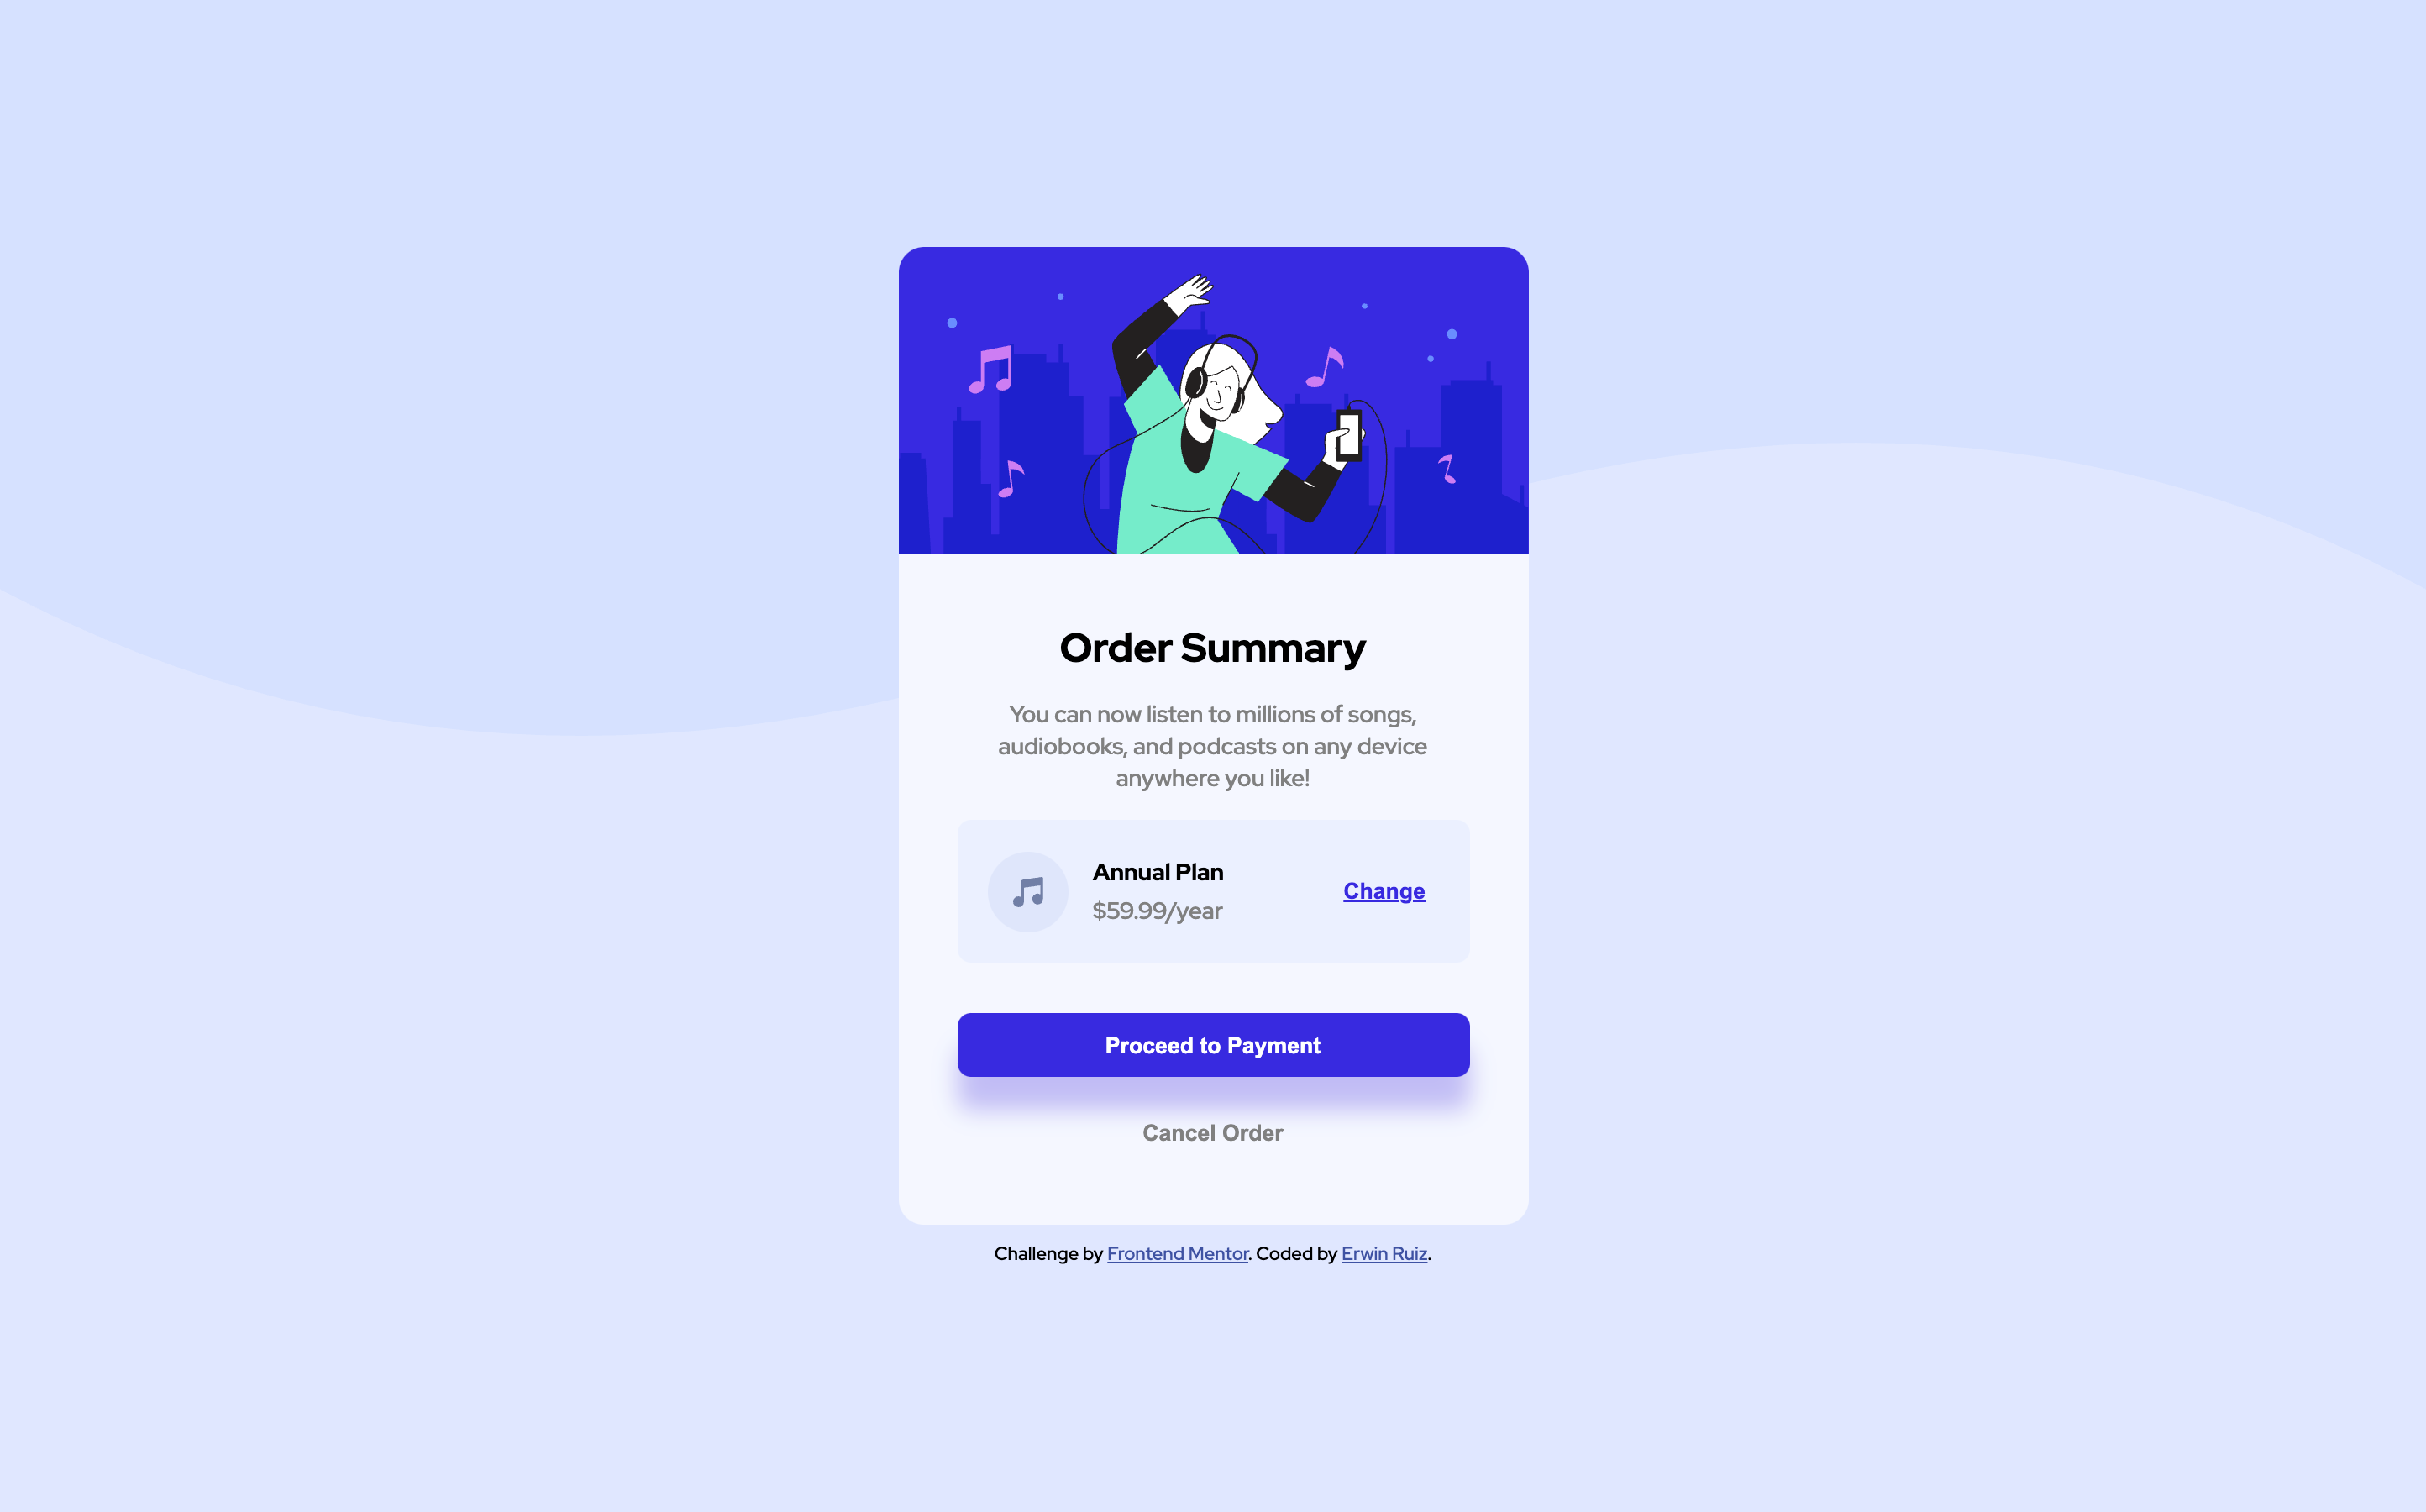 Order Summary
You can now listen to millions of songs,
audiobooks, and podcasts on any device
anywhere you like!
Annual Plan
$59.99/year
Change
Proceed to Payment
Cancel Order
Challenge by Frontend Mentor. Coded by Erwin Ruiz.